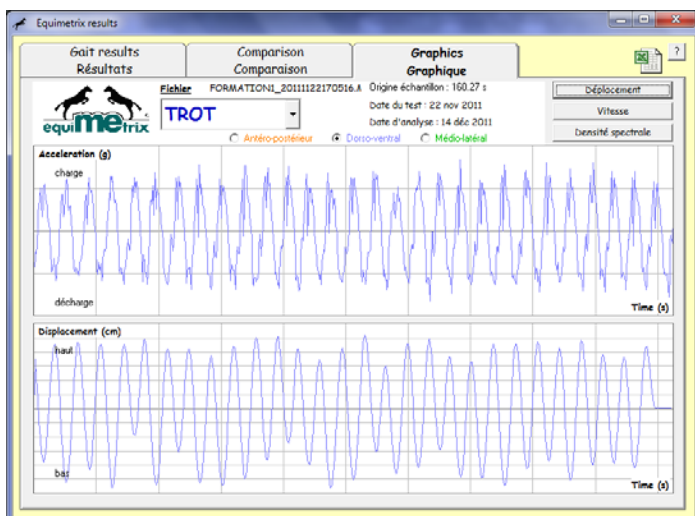 Equimetrix results
Gait results
Résultats
Comparison
Comparaison
Graphics
Graphique
?
equiMEtrix
Fichier
FORMATION1_20111122170516.A
Origine échantillon : 160.27 s
TROT
Date du test : 22 nov 2011
Date d'analyse : 14 déc 2011
Déplacement
Vitesse
Densité spectrale
Antéro-postérieur
Dorso-ventral
Médio-latéral
Acceleration (g)
charge
décharge
Time (s)
Displacement (cm)
haut
bas
Time (s)